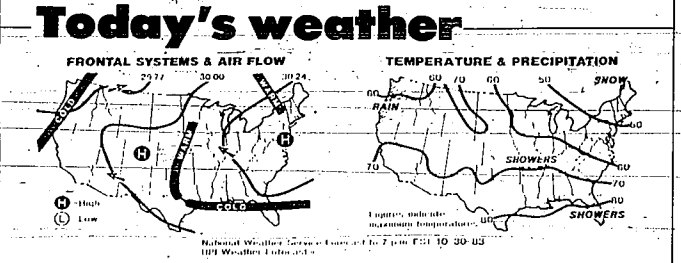 Today's weather
FRONTAL SYSTEMS & AIR FLOW
29.77 30.00 30.24
COLD
WARM
H
H
WARM
COLD
H -High
L Low
TEMPERATURE & PRECIPITATION
60 60 70 60 50 SNOW
RAIN
60
SHOWERS
70 60
70
80
80 SHOWERS
Figures indicate
maximum temperatures
National Weather Service Forecast to 7 p.m. EST 10-30-83
UPI Weather Fotocast